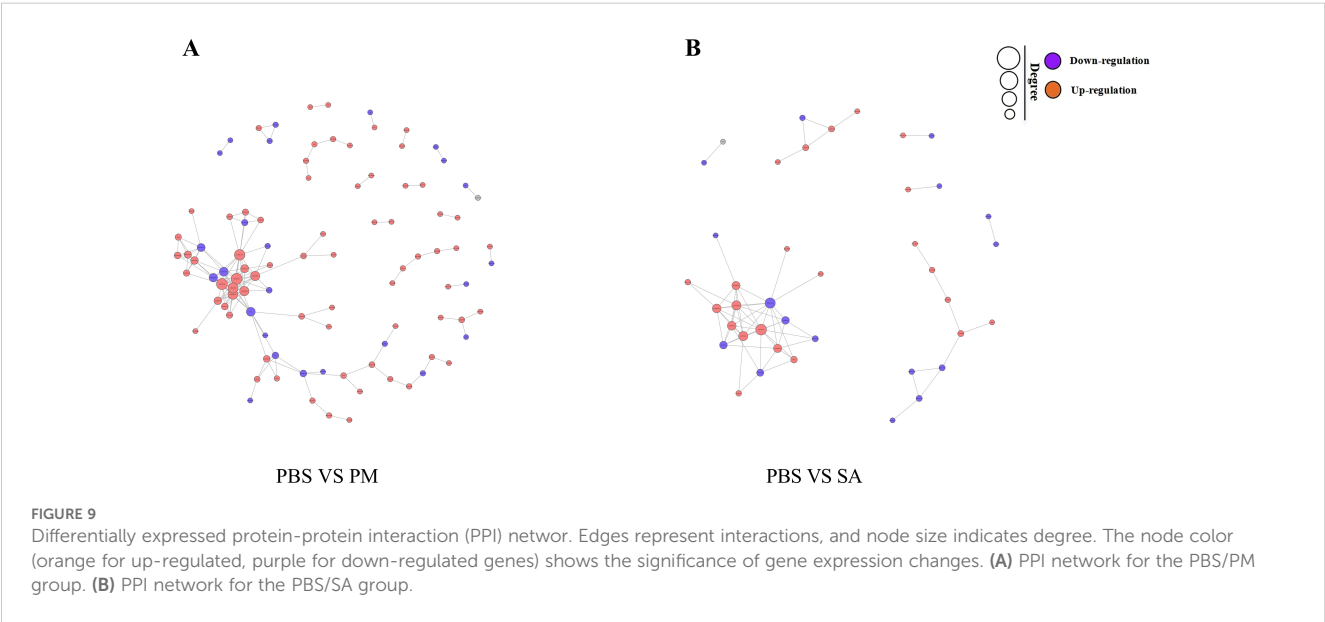 A
B
Degree
Down-regulation
Up-regulation
PBS VS PM
PBS VS SA
FIGURE 9
Differentially expressed protein-protein interaction (PPI) networ. Edges represent interactions, and node size indicates degree. The node color
(orange for up-regulated, purple for down-regulated genes) shows the significance of gene expression changes. (A) PPI network for the PBS/PM
group. (B) PPI network for the PBS/SA group.